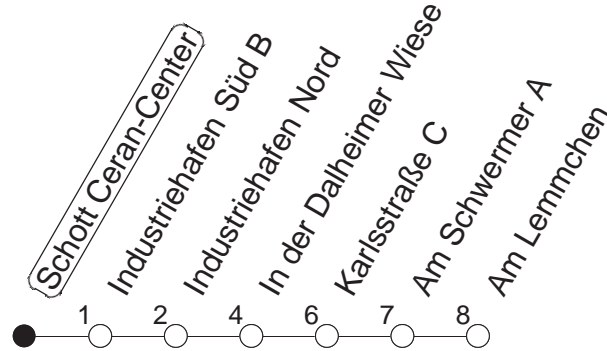 Schott Ceran-Center
Industriehafen Süd B
Industriehafen Nord
In der Dalheimer Wiese
Karlsstraße C
Am Schwermer A
Am Lemmchen
1 2 4 6 7 8